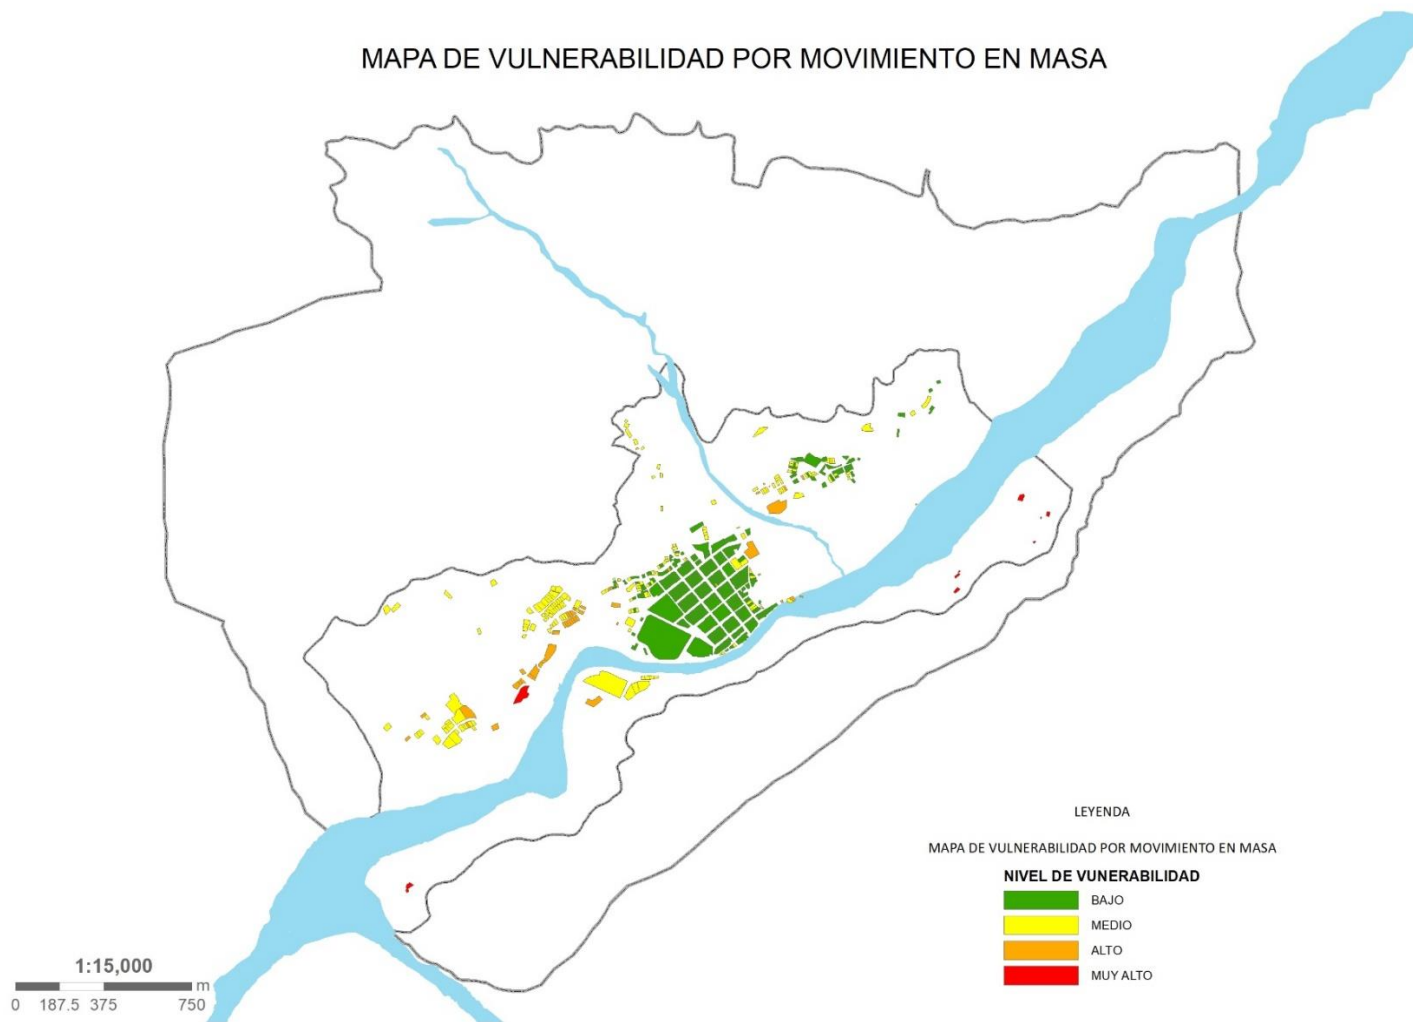 MAPA DE VULNERABILIDAD POR MOVIMIENTO EN MASA
LEYENDA
MAPA DE VULNERABILIDAD POR MOVIMIENTO EN MASA
NIVEL DE VUNERABILIDAD
BAJO
MEDIO
ALTO
MUY ALTO
1:15,000
m
0 187.5 375 750